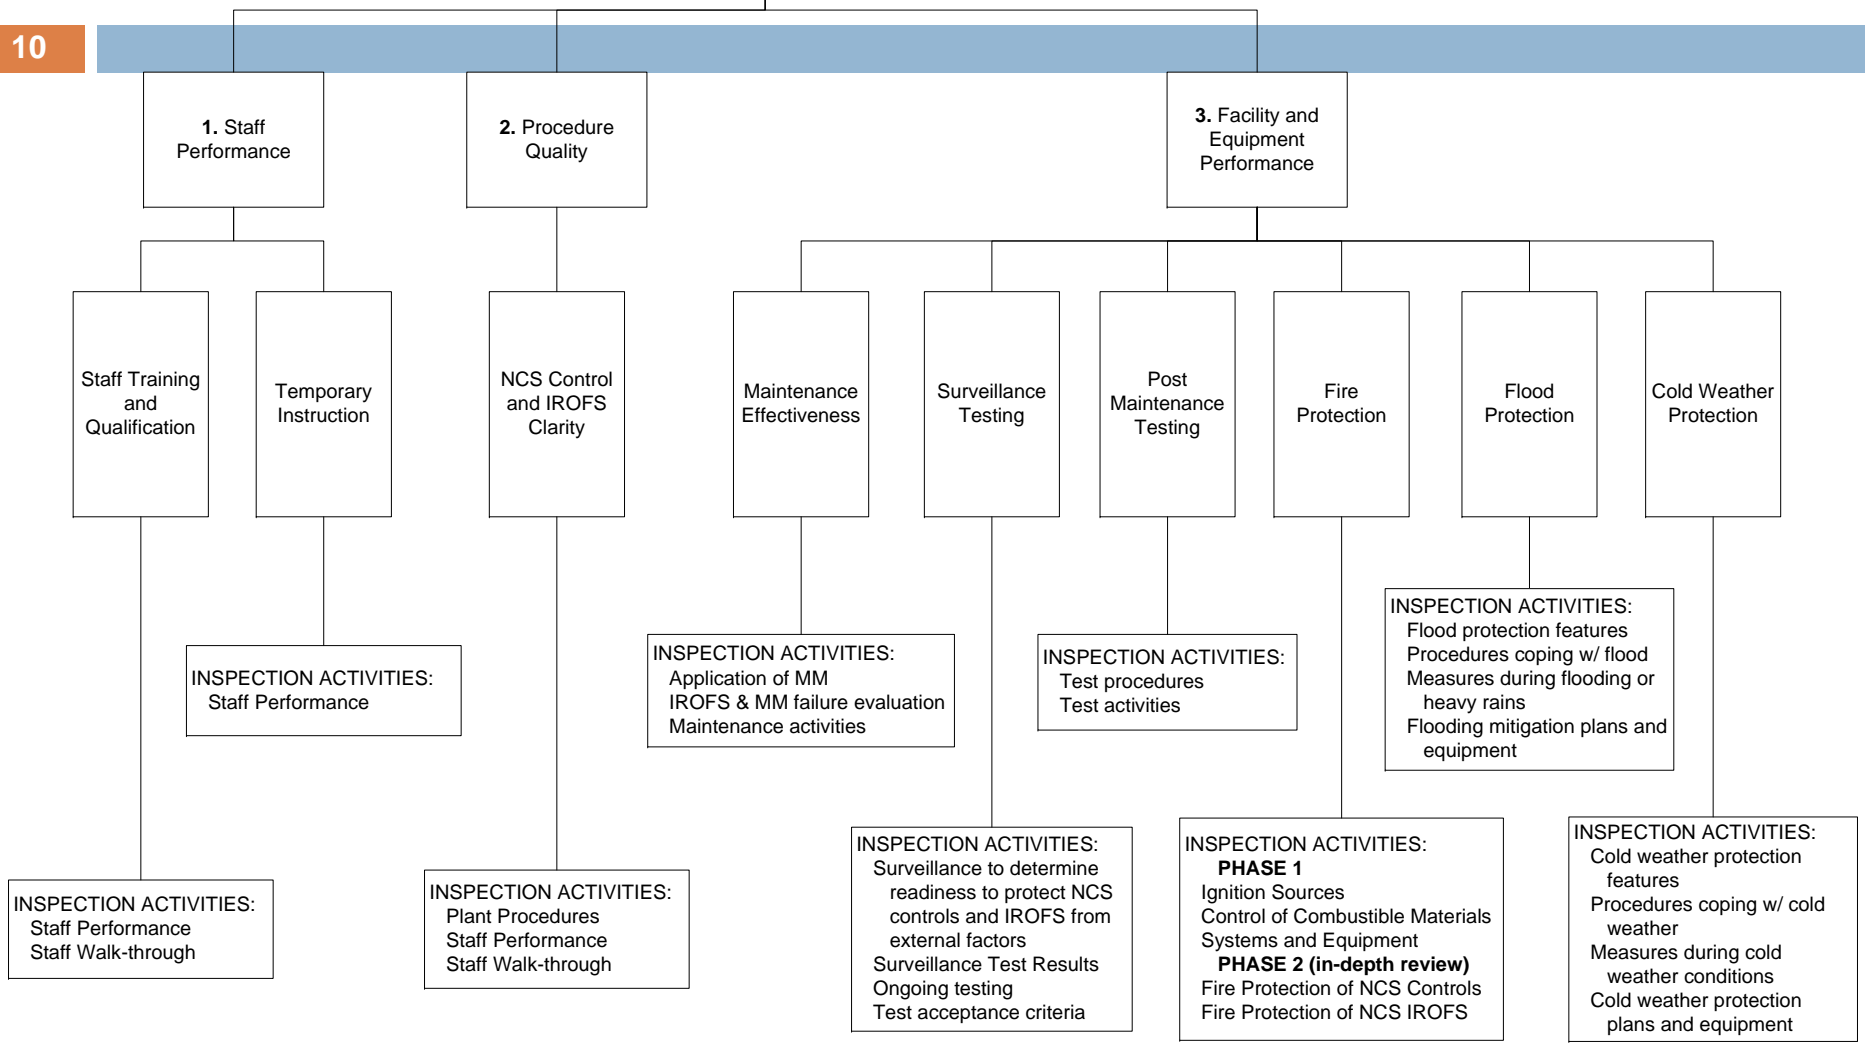 10
1. Staff
Performance
2. Procedure
Quality
3. Facility and
Equipment
Performance
Staff Training
and
Qualification
Temporary
Instruction
NCS Control
and IROFS
Clarity
Maintenance
Effectiveness
Surveillance
Testing
Post
Maintenance
Testing
Fire
Protection
Flood
Protection
Cold Weather
Protection
INSPECTION ACTIVITIES:
Staff Performance
Staff Walk-through
INSPECTION ACTIVITIES:
Staff Performance
INSPECTION ACTIVITIES:
Plant Procedures
Staff Performance
Staff Walk-through
INSPECTION ACTIVITIES:
Application of MM
IROFS & MM failure evaluation
Maintenance activities
INSPECTION ACTIVITIES:
Surveillance to determine
readiness to protect NCS
controls and IROFS from
external factors
Surveillance Test Results
Ongoing testing
Test acceptance criteria
INSPECTION ACTIVITIES:
Test procedures
Test activities
INSPECTION ACTIVITIES:
PHASE 1
Ignition Sources
Control of Combustible Materials
Systems and Equipment
PHASE 2 (in-depth review)
Fire Protection of NCS Controls
Fire Protection of NCS IROFS
INSPECTION ACTIVITIES:
Flood protection features
Procedures coping w/ flood
Measures during flooding or
heavy rains
Flooding mitigation plans and
equipment
INSPECTION ACTIVITIES:
Cold weather protection
features
Procedures coping w/ cold
weather
Measures during cold
weather conditions
Cold weather protection
plans and equipment